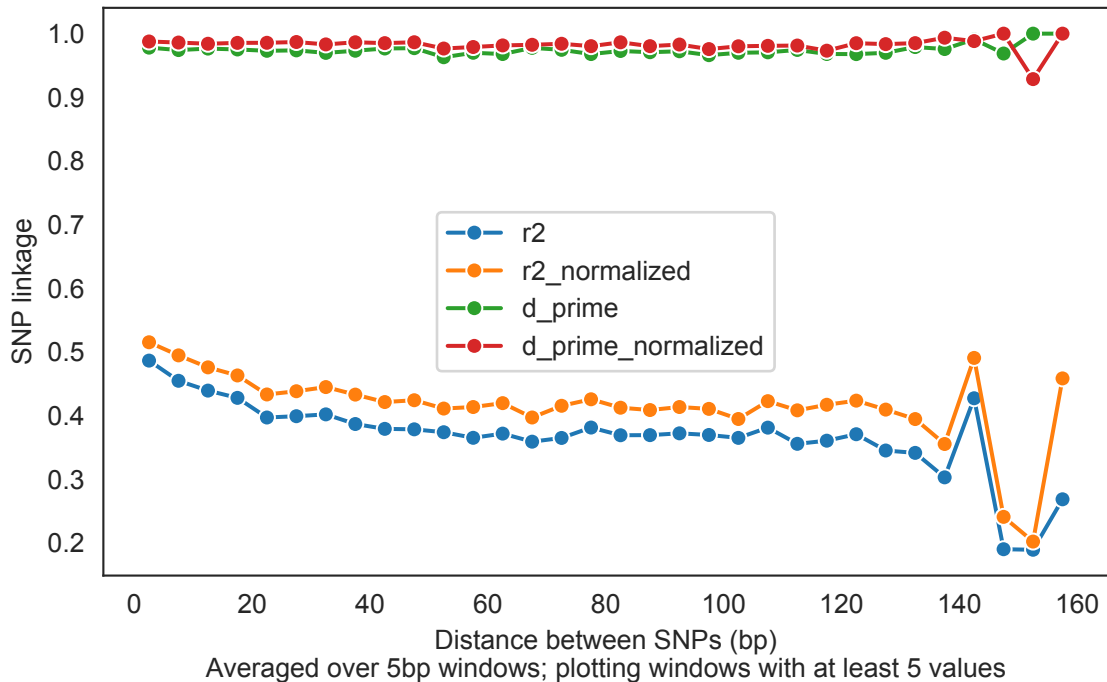 1.0
0.9
0.8
0.7
0.6
0.5
0.4
0.3
0.2
SNP linkage
r2
r2_normalized
d_prime
d_prime_normalized
0 20 40 60 80 100 120 140 160
Distance between SNPs (bp)
Averaged over 5bp windows; plotting windows with at least 5 values